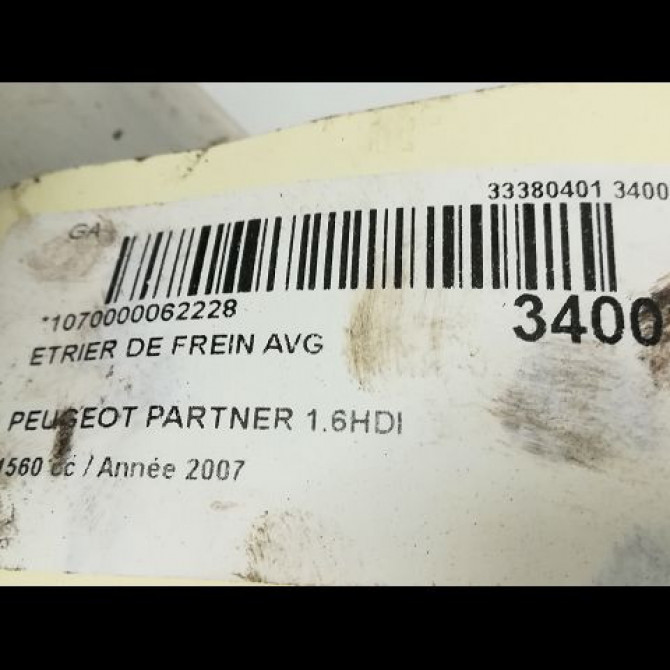 33380401 3400
GA
*1070000062228
3400
ETRIER DE FREIN AVG
PEUGEOT PARTNER 1.6HDI
1560 cc / Année 2007